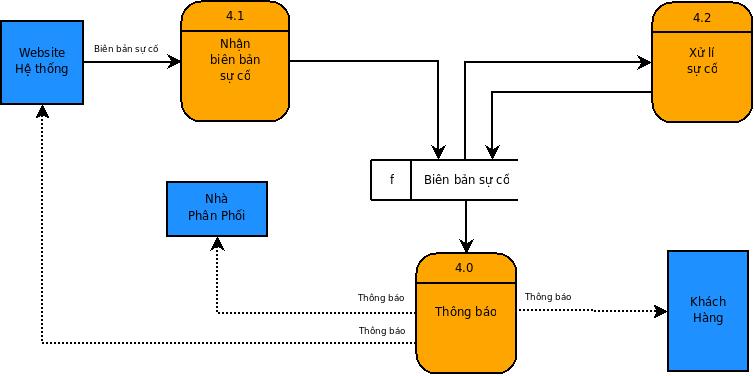 4.1
Nhận
biên bản
sự cố
4.2
Xử lí
sự cố
Website
Hệ thống
Biên bản sự cố
f
Biên bản sự cố
Nhà
Phân Phối
4.0
Thông báo
Thông báo
Thông báo
Thông báo
Khách
Hàng